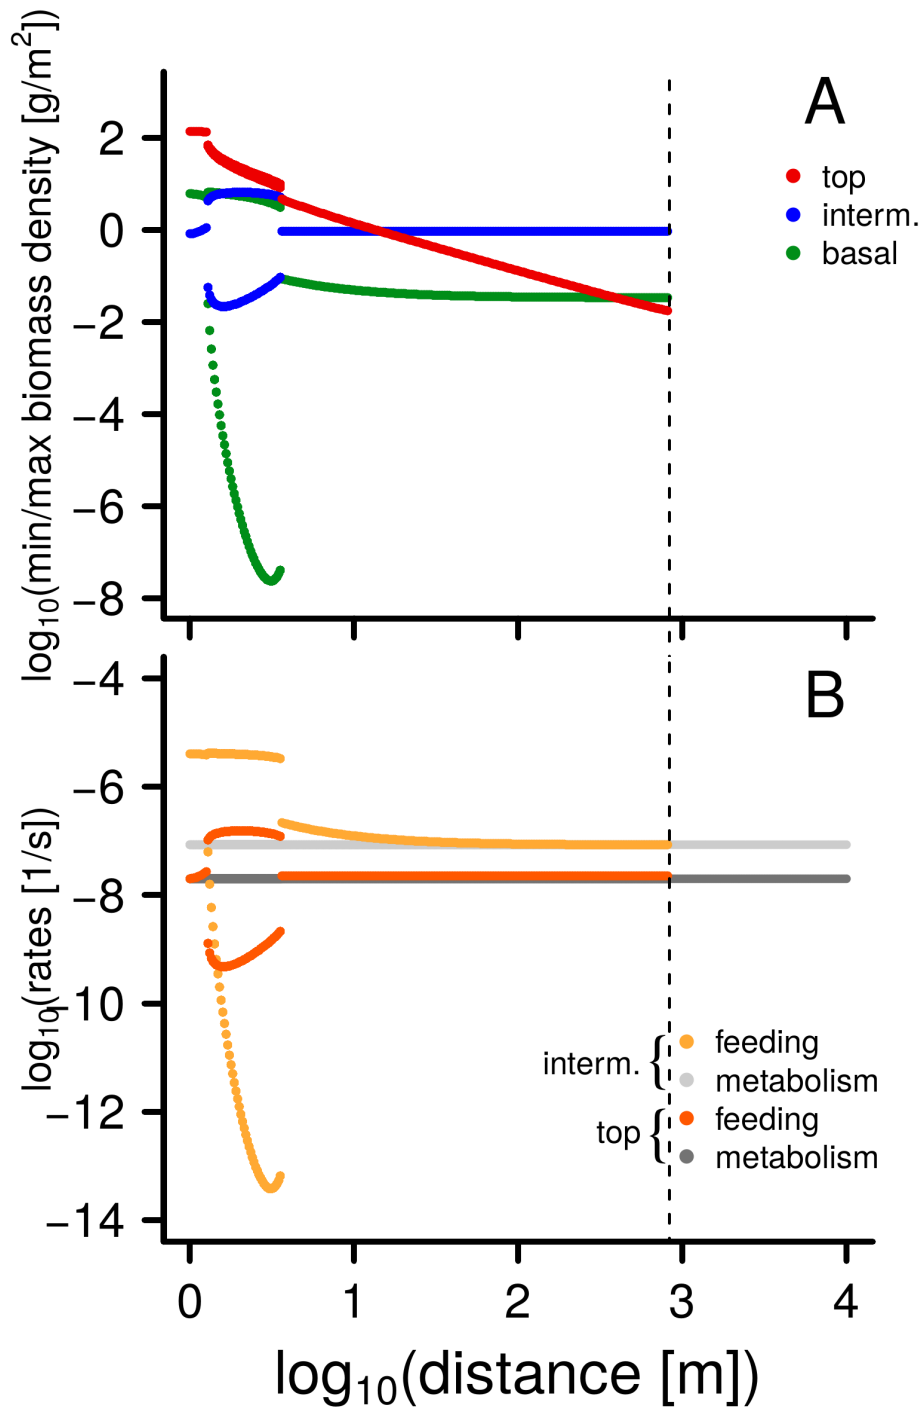 log10(min/max biomass density [g/m2])
2
0
−2
−4
−6
−8
A
top
interm.
basal
log10(rates [1/s])
−4
−6
−8
−10
−12
−14
B
interm. { feeding
metabolism
top { feeding
metabolism
0 1 2 3 4
log10(distance [m])